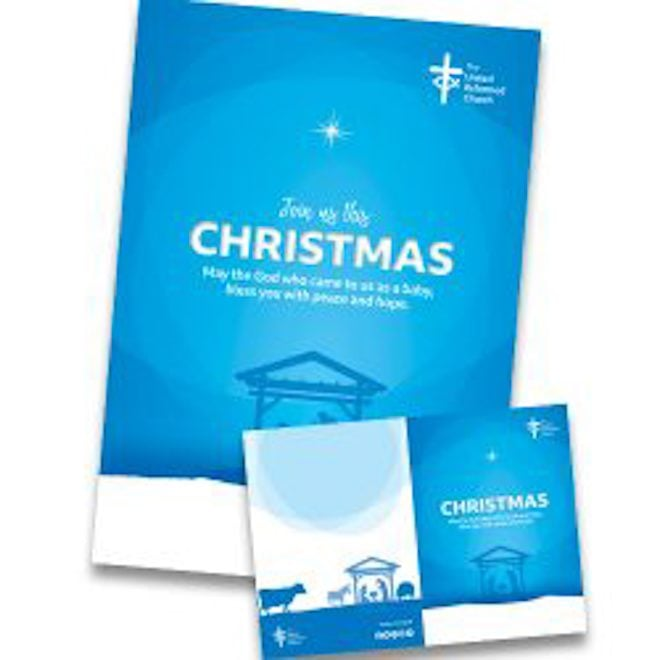 The
United
Reformed
Church
Join us this
CHRISTMAS
May the God who came to us as a baby,
bless you with peace and hope.
CHRISTMAS